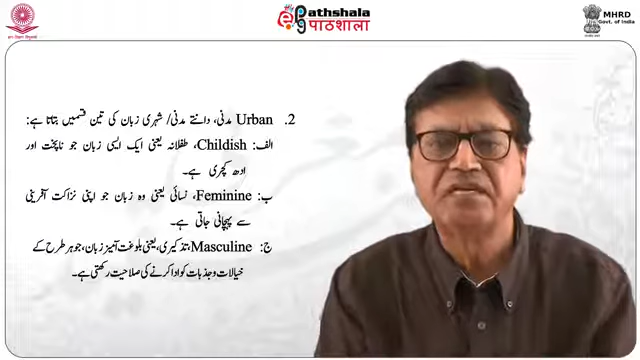 ePathshala
पाठशाला
MHRD
Govt. of India
2. Urban مدنی، دانتے مدنی/ شہری زبان کی تین قسمیں بتاتا ہے:
الف: Childish، طفلانہ یعنی ایک ایسی زبان جو ناپختہ اور
ادھ کچری ہے۔
ب: Feminine، نسائی یعنی وہ زبان جو اپنی نزاکت آفرینی
سے پہچانی جاتی ہے۔
ج: Masculine، تذکیری، یعنی بلوغت آمیز زبان، جو ہر طرح کے
خیالات و جذبات کو ادا کرنے کی صلاحیت رکھتی ہے۔